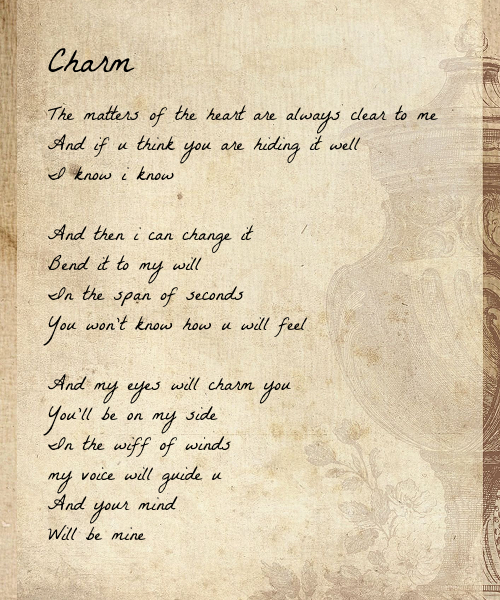 Charm
The matters of the heart are always clear to me
And if u think you are hiding it well
I know i know
And then i can change it
Bend it to my will
In the span of seconds
You won't know how u will feel
And my eyes will charm you
You'll be on my side
In the wiff of winds
my voice will guide u
And your mind
Will be mine